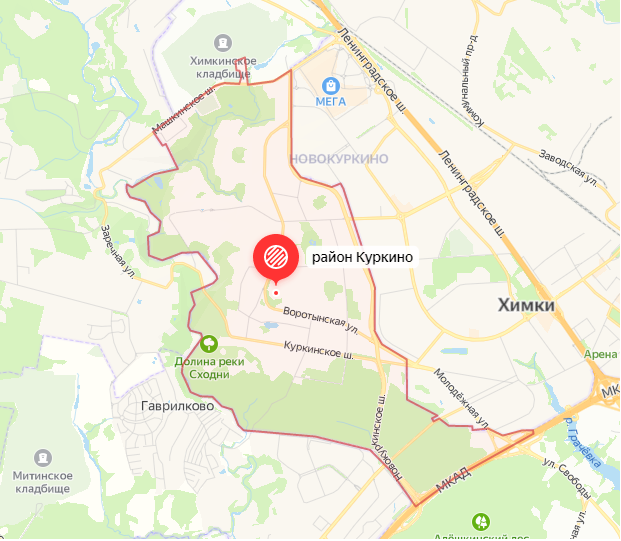 Химкинское
кладбище
Ленинградское ш.
МЕГА
Машкинское ш.
Коммунальный пр-д
НОВОКУРКИНО
Ленинградское ш.
Заводская ул.
Заречная ул.
район Куркино
Химки
Воротынская ул.
Куркинское ш.
Арена
Долина реки
Сходни
Молодёжная ул.
МК
Гаврилково
р. Грачёвка
Новокуркинское ш.
Митинское
кладбище
МКАД
ул. Свободы
Алёшкинский лес